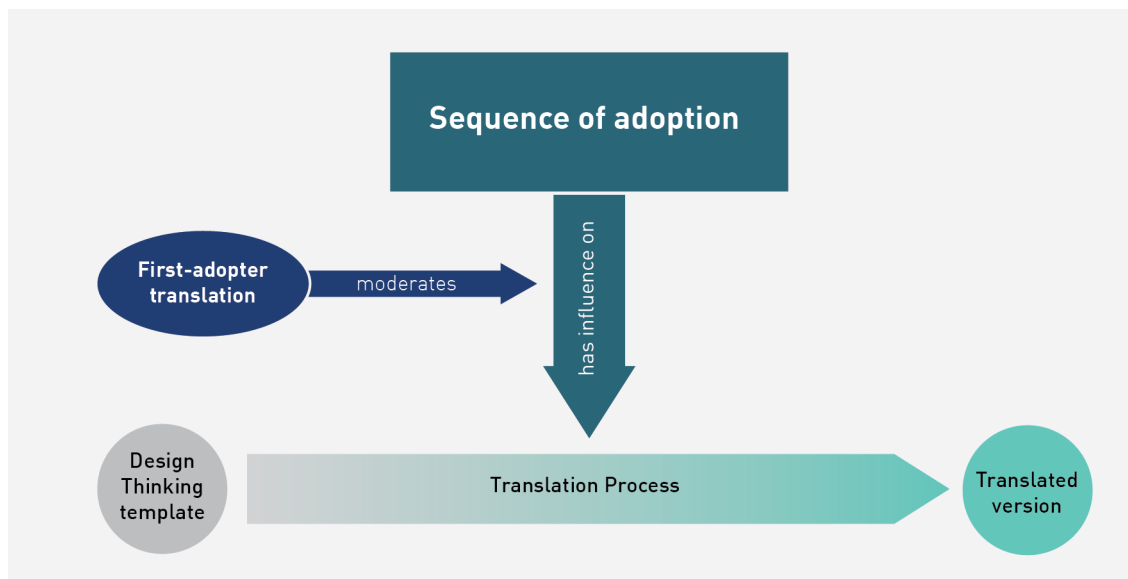 Sequence of adoption
has influence on
First-adopter
translation
moderates
Design
Thinking
template
Translation Process
Translated
version